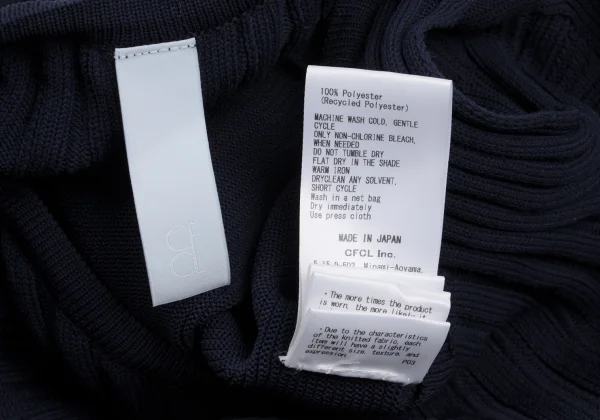 100% Polyester
(Recycled Polyester)
MACHINE WASH COLD, GENTLE
CYCLE
ONLY NON-CHLORINE BLEACH,
WHEN NEEDED
DO NOT TUMBLE DRY
FLAT DRY IN THE SHADE
WARM IRON
DRYCLEAN ANY SOLVENT,
SHORT CYCLE
Wash in a net bag
Dry immediately
Use press cloth
MADE IN JAPAN
CFCL Inc.
Minami-Aoyama,
・The more times the product
is worn, the more likely it
・Due to the characteristics
of the knitted fabric, each
item will have a slightly
different size, texture, and
expression.
P03